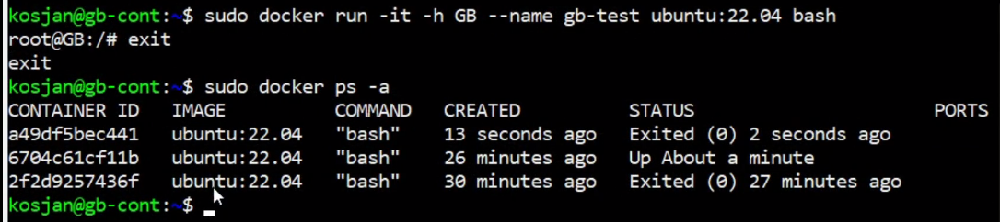 kosjan@gb-cont:~$ sudo docker run -it -h GB --name gb-test ubuntu:22.04 bash
root@GB:/# exit
exit
kosjan@gb-cont:~$ sudo docker ps -a
CONTAINER ID   IMAGE          COMMAND   CREATED          STATUS                      PORTS
a49df5bec441   ubuntu:22.04   "bash"    13 seconds ago   Exited (0) 2 seconds ago
6704c61cf11b   ubuntu:22.04   "bash"    26 minutes ago   Up About a minute
2f2d9257436f   ubuntu:22.04   "bash"    30 minutes ago   Exited (0) 27 minutes ago
kosjan@gb-cont:~$